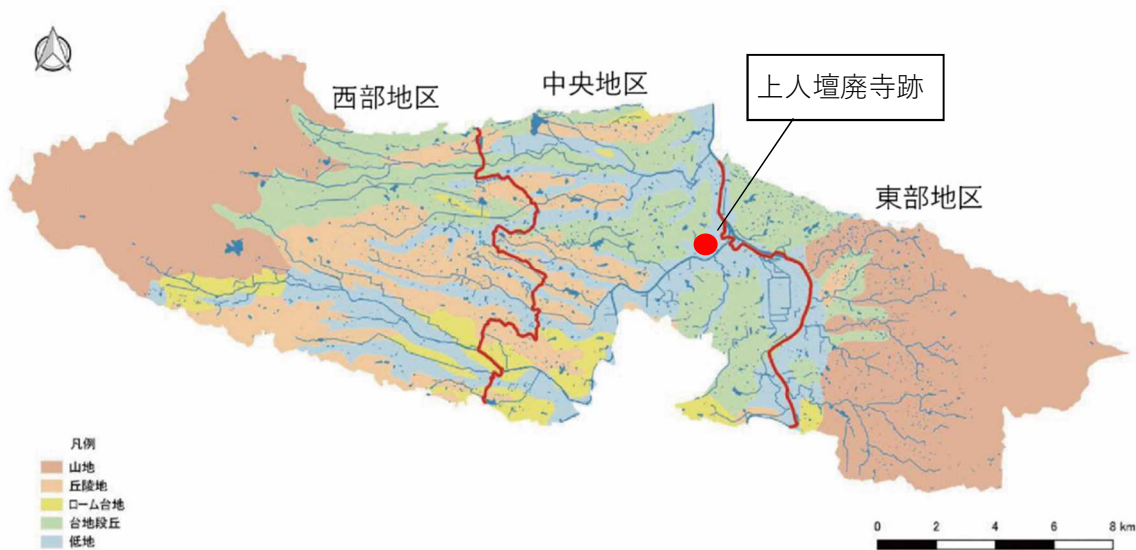 中央地区
西部地区
上人壇廃寺跡
東部地区
凡例
山地
丘陵地
ローム台地
台地段丘
低地
0 2 4 6 8 km